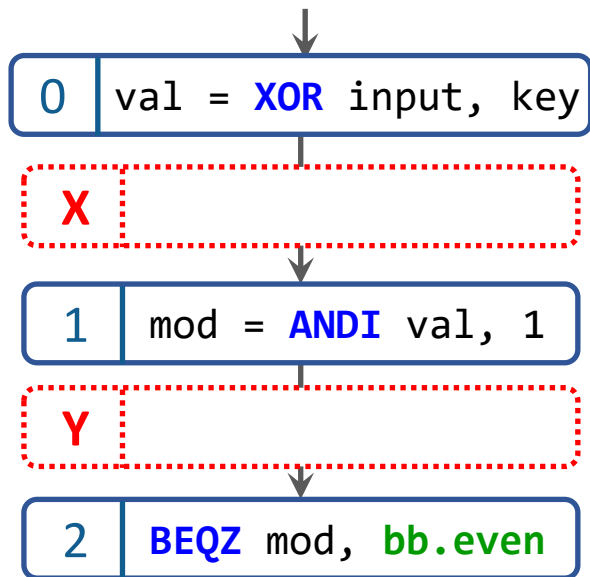 0 val = XOR input, key
X
1 mod = ANDI val, 1
Y
2 BEQZ mod, bb.even